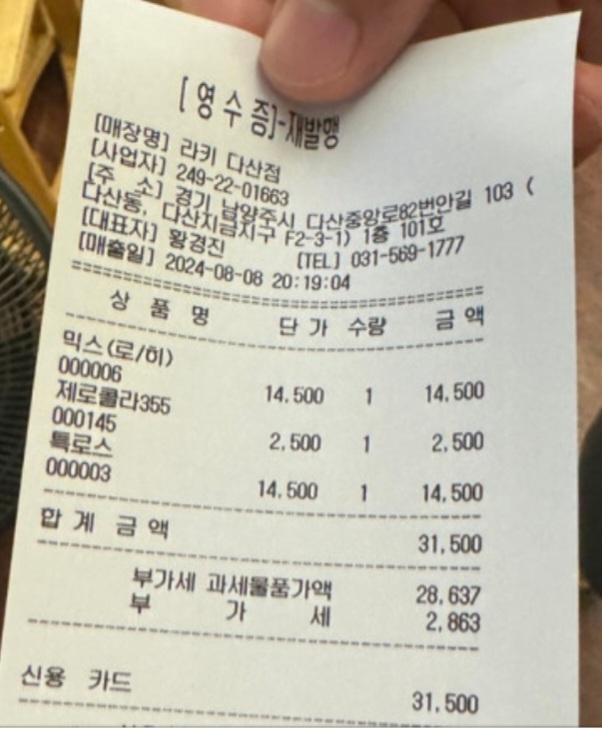 [ 영 수 증]-재발행
[매장명] 라키 다산점
[사업자] 249-22-01663
[주 소] 경기 남양주시 다산중앙로82번안길 103 (
다산동, 다산지금지구 F2-3-1) 1층 101호
[대표자] 황경진 [TEL] 031-569-1777
[매출일] 2024-08-08 20:19:04
상 품 명 단 가 수량 금 액
믹스(로/히)
000006 14,500 1 14,500
제로콜라355
000145 2,500 1 2,500
특로스
000003 14,500 1 14,500
합 계 금 액 31,500
부가세 과세물품가액 28,637
부 가 세 2,863
신용 카드 31,500